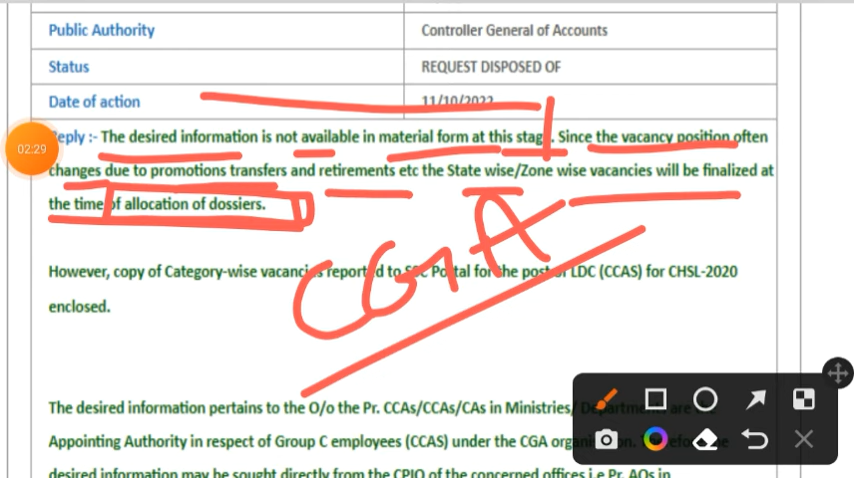 Public Authority Controller General of Accounts
Status REQUEST DISPOSED OF
Date of action 11/10/2022
Reply :- The desired information is not available in material form at this stage. Since the vacancy position often
02:29
changes due to promotions transfers and retirements etc the State wise/Zone wise vacancies will be finalized at
the time of allocation of dossiers.
CGA
However, copy of Category-wise vacancies reported to SSC Portal for the post of LDC (CCAS) for CHSL-2020
enclosed.
The desired information pertains to the O/o the Pr. CCAs/CCAs/CAs in Ministries/ Departments are the
Appointing Authority in respect of Group C employees (CCAS) under the CGA organization. Therefore the
desired information may be sought directly from the CPIO of the concerned offices i.e Pr. AOs in